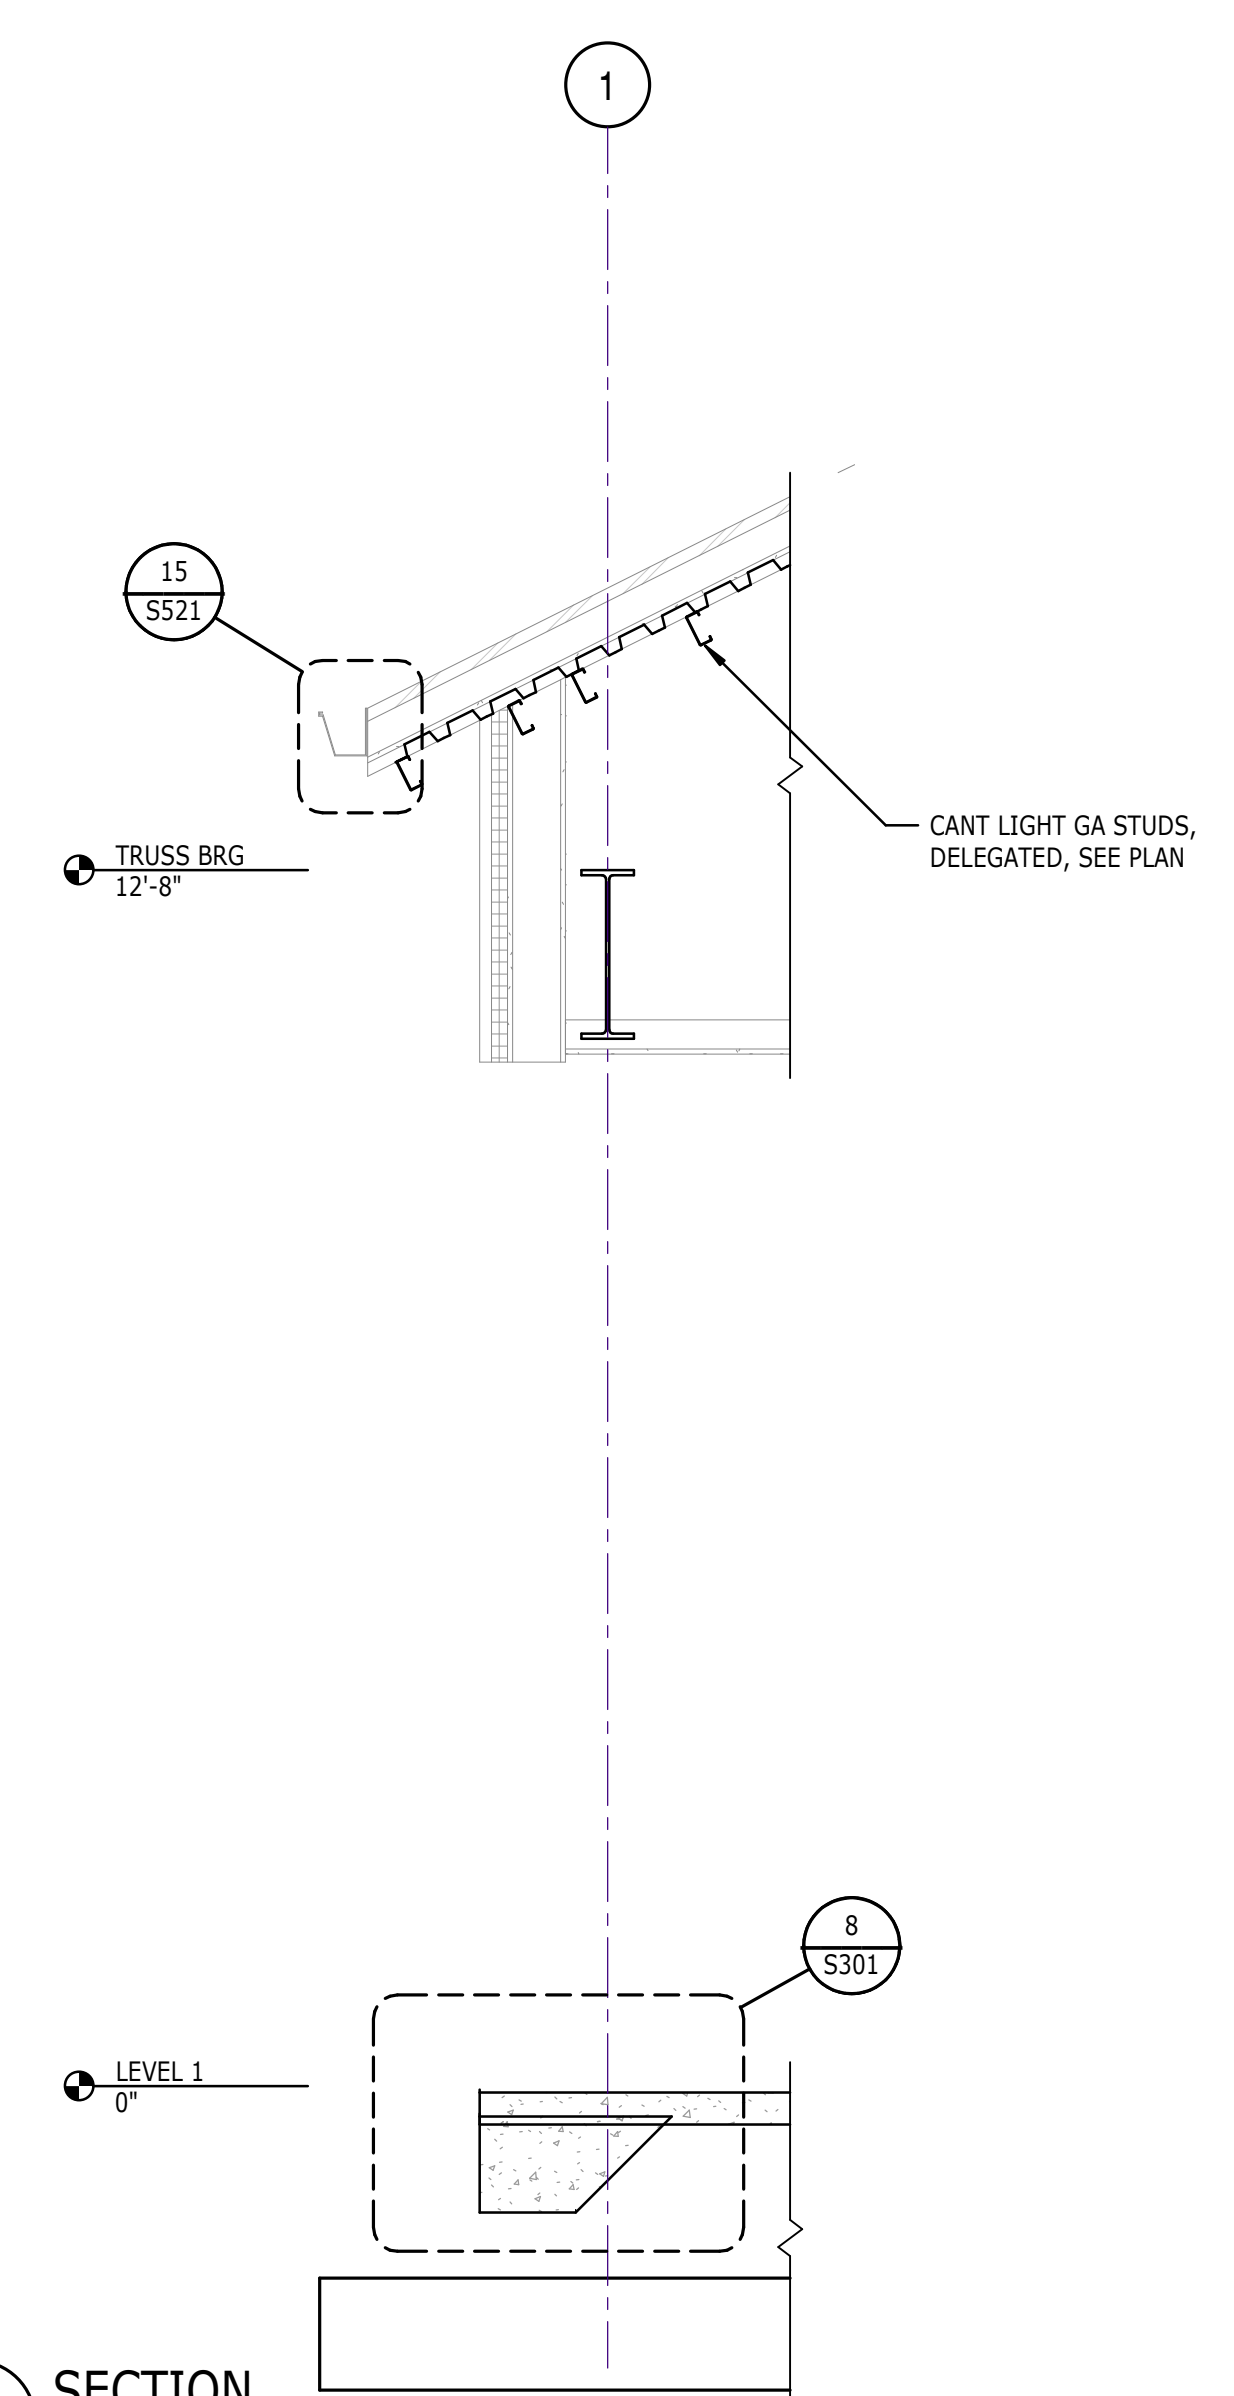 1
15
S521
CANT LIGHT GA STUDS,
DELEGATED, SEE PLAN
TRUSS BRG
12'-8"
8
S301
LEVEL 1
0"
SECTION